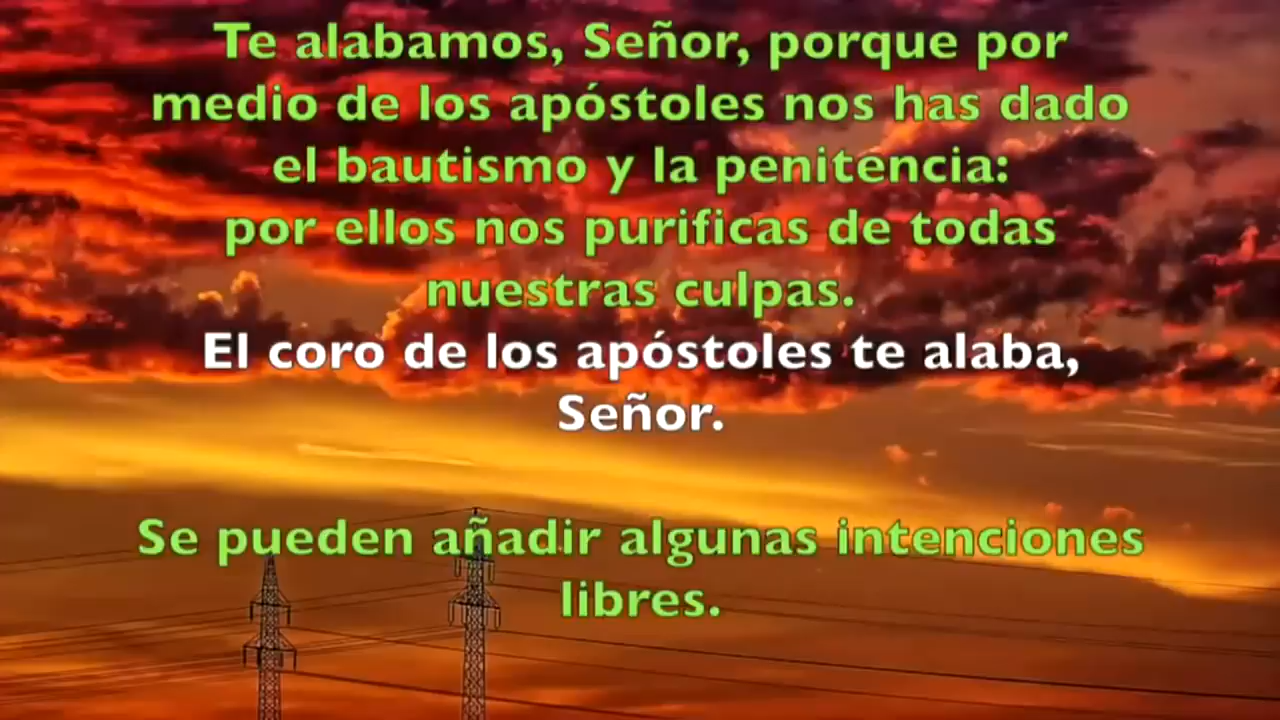 Te alabamos, Señor, porque por
medio de los apóstoles nos has dado
el bautismo y la penitencia:
por ellos nos purificas de todas
nuestras culpas.
El coro de los apóstoles te alaba,
Señor.
Se pueden añadir algunas intenciones
libres.